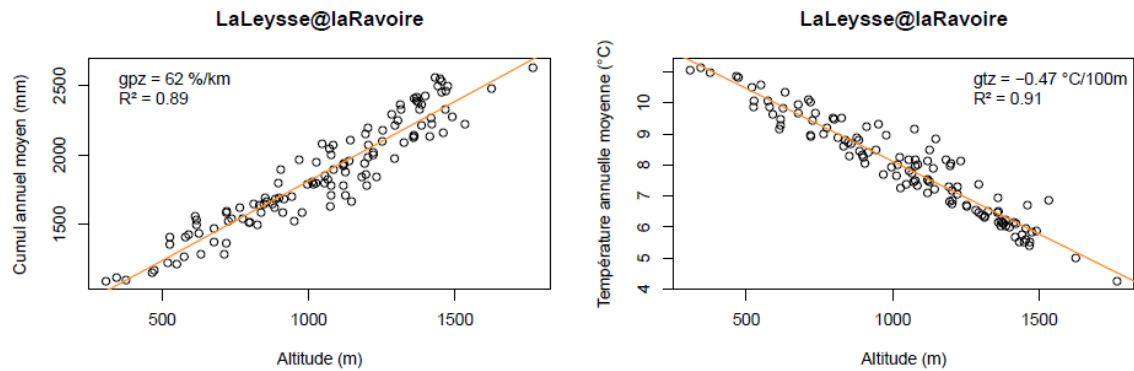 LaLeysse@laRavoire
gpz = 62 %/km
R² = 0.89
Cumul annuel moyen (mm)
2500
2000
1500
500
1000
1500
Altitude (m)
LaLeysse@laRavoire
gtz = −0.47 °C/100m
R² = 0.91
Température annuelle moyenne (°C)
10
9
8
7
6
5
4
500
1000
1500
Altitude (m)